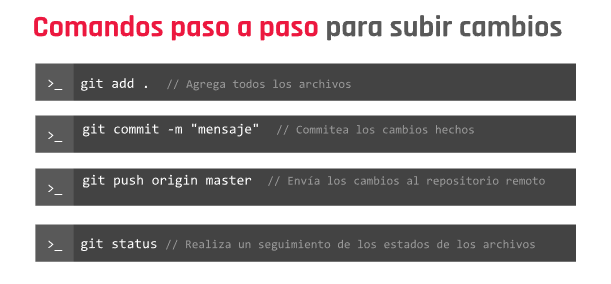 Comandos paso a paso para subir cambios
>_ git add . // Agrega todos los archivos
>_ git commit -m "mensaje" // Commitea los cambios hechos
>_ git push origin master // Envía los cambios al repositorio remoto
>_ git status // Realiza un seguimiento de los estados de los archivos